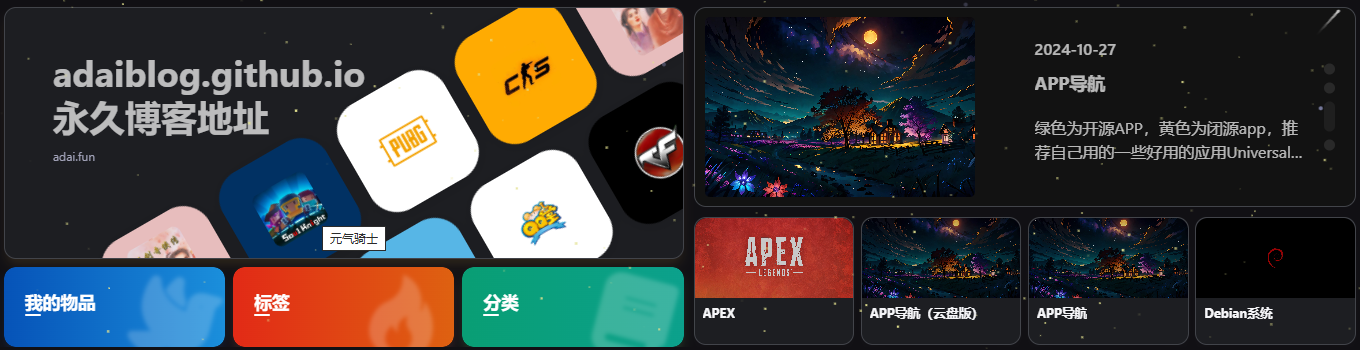 adaiblog.github.io
永久博客地址
adai.fun
CS
PUBG
CF
QQ堂
Soul Knight
元气骑士
我的物品
标签
分类
2024-10-27
APP导航
绿色为开源APP，黄色为闭源app，推
荐自己用的一些好用的应用Universal...
APEX
LEGENDS
APEX
APP导航（云盘版）
APP导航
Debian系统